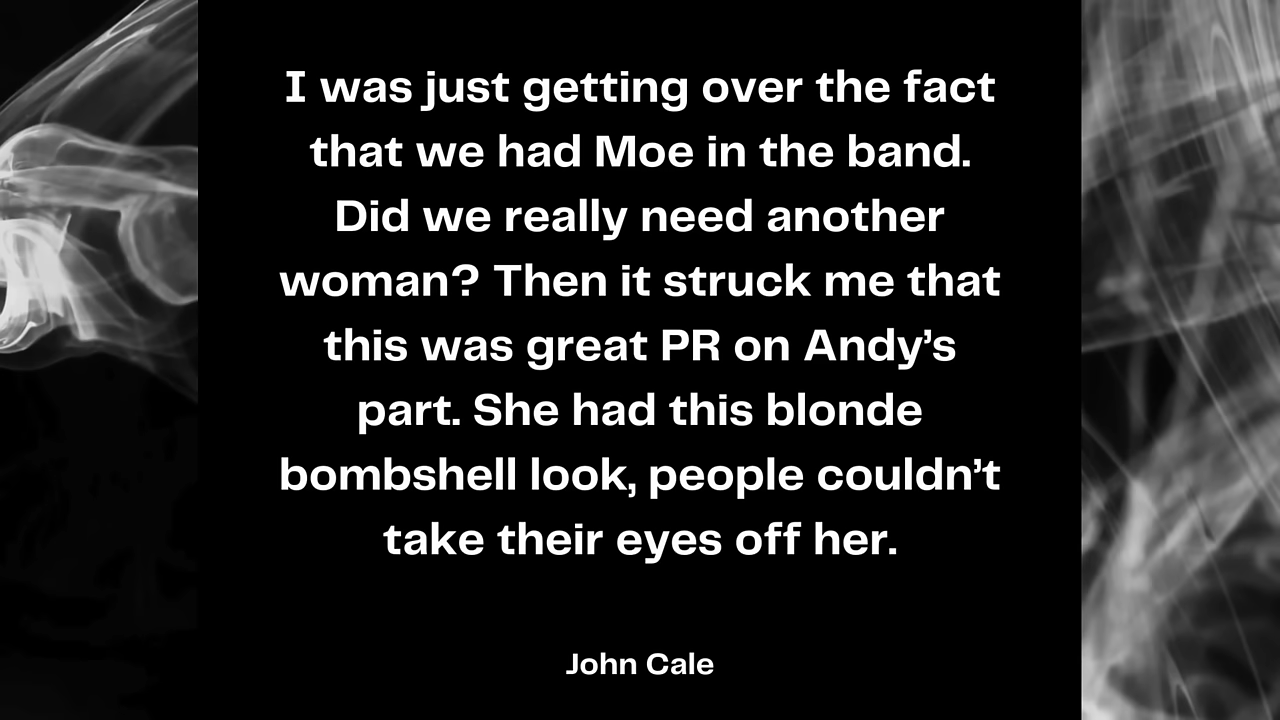 I was just getting over the fact
that we had Moe in the band.
Did we really need another
woman? Then it struck me that
this was great PR on Andy’s
part. She had this blonde
bombshell look, people couldn’t
take their eyes off her.
John Cale